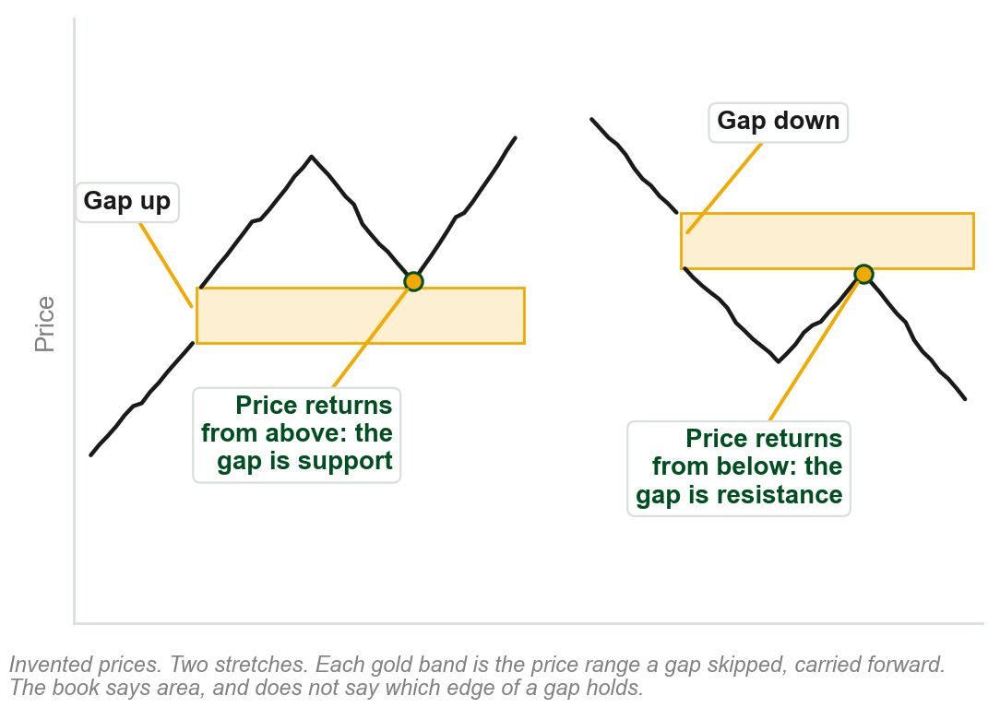 Gap down
Gap up
Price
Price returns
from above: the
gap is support
Price returns
from below: the
gap is resistance
Invented prices. Two stretches. Each gold band is the price range a gap skipped, carried forward.
The book says area, and does not say which edge of a gap holds.